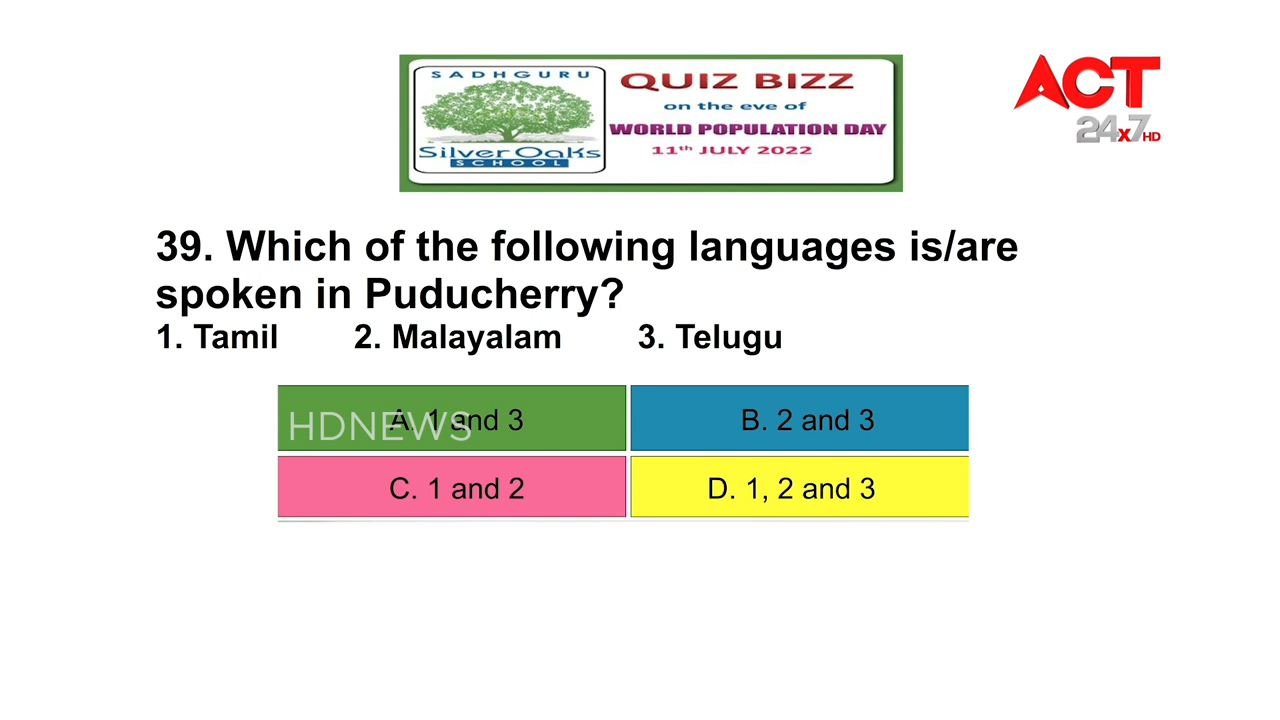 SADHGURU
Silver Oaks
SCHOOL
QUIZ BIZZ
on the eve of
WORLD POPULATION DAY
11th JULY 2022
ACT
24x7HD
39. Which of the following languages is/are
spoken in Puducherry?
1. Tamil 2. Malayalam 3. Telugu
HDNEWS
A. 1 and 3 B. 2 and 3
C. 1 and 2 D. 1, 2 and 3